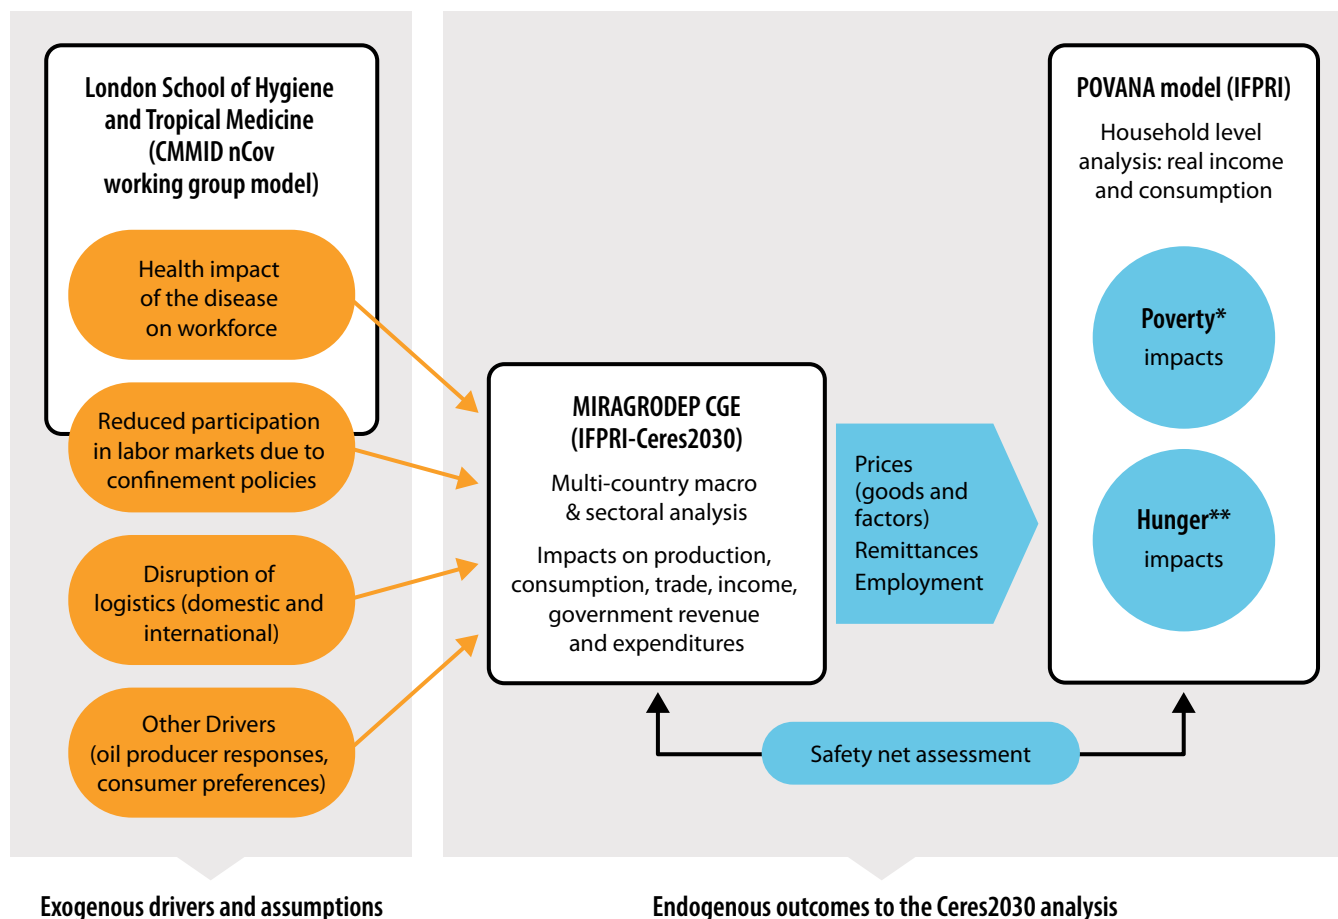 London School of Hygiene
and Tropical Medicine
(CMMID nCov
working group model)
Health impact
of the disease
on workforce
Reduced participation
in labor markets due to
confinement policies
Disruption of
logistics (domestic and
international)
Other Drivers
(oil producer responses,
consumer preferences)
Exogenous drivers and assumptions
MIRAGRODEP CGE
(IFPRI-Ceres2030)
Multi-country macro
& sectoral analysis
Impacts on production,
consumption, trade, income,
government revenue
and expenditures
Prices
(goods and
factors)
Remittances
Employment
POVANA model (IFPRI)
Household level
analysis: real income
and consumption
Poverty*
impacts
Hunger**
impacts
Safety net assessment
Endogenous outcomes to the Ceres2030 analysis